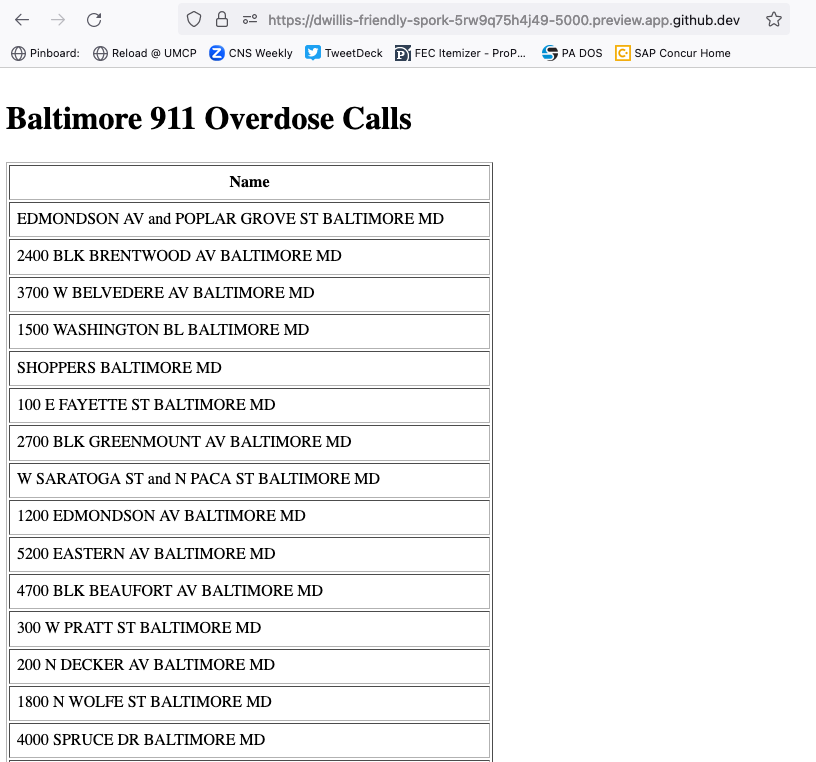 https://dwillis-friendly-spork-5rw9q75h4j49-5000.preview.app.github.dev
Pinboard: Reload @ UMCP CNS Weekly TweetDeck FEC Itemizer - ProP... PA DOS SAP Concur Home
Baltimore 911 Overdose Calls
Name
EDMONDSON AV and POPLAR GROVE ST BALTIMORE MD
2400 BLK BRENTWOOD AV BALTIMORE MD
3700 W BELVEDERE AV BALTIMORE MD
1500 WASHINGTON BL BALTIMORE MD
SHOPPERS BALTIMORE MD
100 E FAYETTE ST BALTIMORE MD
2700 BLK GREENMOUNT AV BALTIMORE MD
W SARATOGA ST and N PACA ST BALTIMORE MD
1200 EDMONDSON AV BALTIMORE MD
5200 EASTERN AV BALTIMORE MD
4700 BLK BEAUFORT AV BALTIMORE MD
300 W PRATT ST BALTIMORE MD
200 N DECKER AV BALTIMORE MD
1800 N WOLFE ST BALTIMORE MD
4000 SPRUCE DR BALTIMORE MD